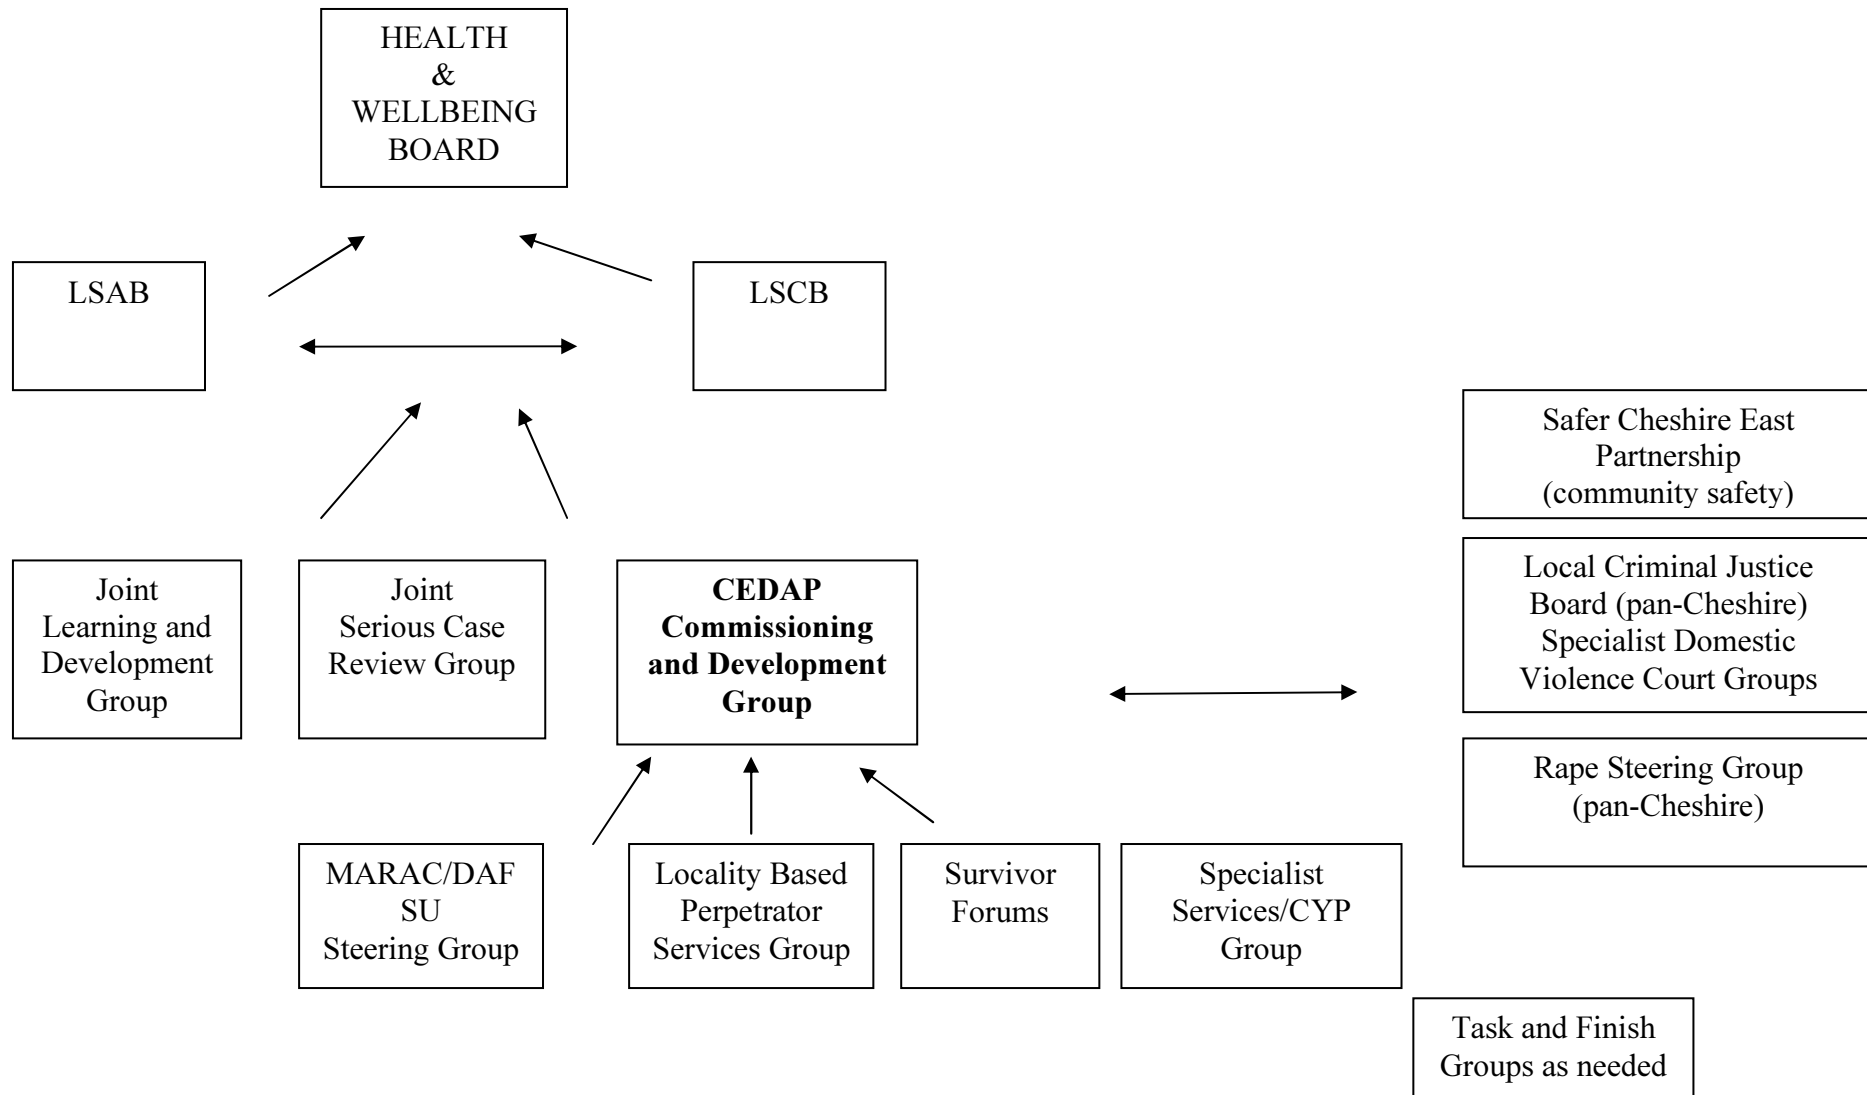 HEALTH
&
WELLBEING
BOARD
LSAB
LSCB
Safer Cheshire East
Partnership
(community safety)
Joint
Learning and
Development
Group
Joint
Serious Case
Review Group
CEDAP
Commissioning
and Development
Group
Local Criminal Justice
Board (pan-Cheshire)
Specialist Domestic
Violence Court Groups
Rape Steering Group
(pan-Cheshire)
MARAC/DAF
SU
Steering Group
Locality Based
Perpetrator
Services Group
Survivor
Forums
Specialist
Services/CYP
Group
Task and Finish
Groups as needed